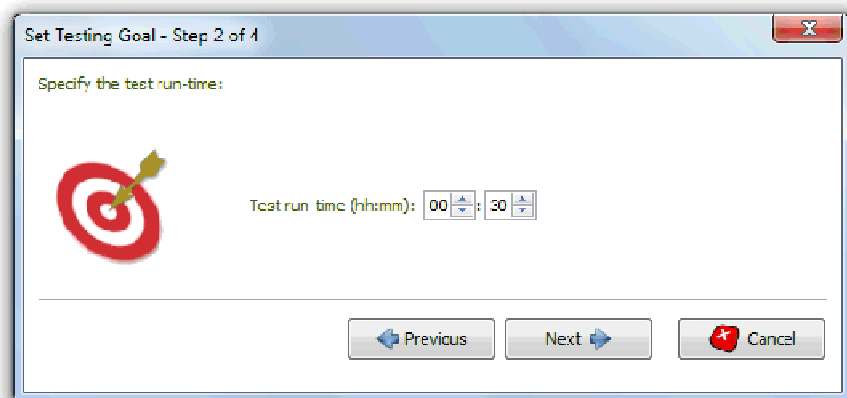 Set Testing Goal - Step 2 of 4
Specify the test run-time:
Test run time (hh:mm): 00 : 30
Previous Next Cancel